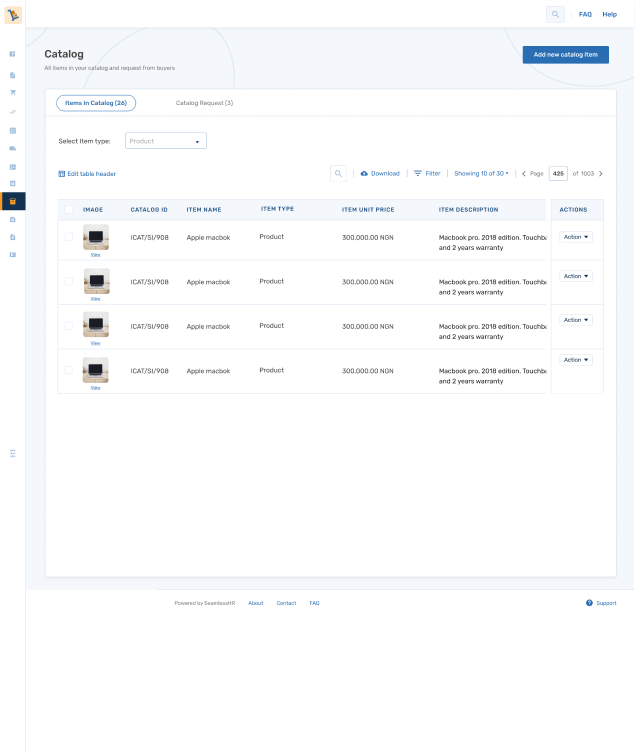 FAQ Help
Catalog
Add new catalog item
All items in your catalog and request from buyers
Items In Catalog (26) Catalog Request (3)
Select Item type: Product
Edit table header Download Filter Showing 10 of 30 Page 425 of 1003
IMAGE CATALOG ID ITEM NAME ITEM TYPE ITEM UNIT PRICE ITEM DESCRIPTION ACTIONS
ICAT/SI/908 Apple macbok Product 300,000.00 NGN Macbook pro. 2018 edition. Touchba Action
and 2 years warranty
View
ICAT/SI/908 Apple macbok Product 300,000.00 NGN Macbook pro. 2018 edition. Touchba Action
and 2 years warranty
View
ICAT/SI/908 Apple macbok Product 300,000.00 NGN Macbook pro. 2018 edition. Touchba Action
and 2 years warranty
View
ICAT/SI/908 Apple macbok Product 300,000.00 NGN Macbook pro. 2018 edition. Touchba Action
and 2 years warranty
View
Powered by SeamlessHR About Contact FAQ Support